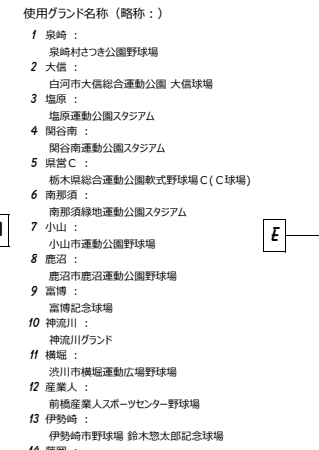 使用グランド名称（略称：）
1 泉崎 ：
泉崎村さつき公園野球場
2 大信 ：
白河市大信総合運動公園 大信球場
3 塩原 ：
塩原運動公園スタジアム
4 関谷南 ：
関谷南運動公園スタジアム
5 県営Ｃ ：
栃木県総合運動公園軟式野球場Ｃ(Ｃ球場)
6 南那須 ：
南那須緑地運動公園スタジアム
7 小山 ：
小山市運動公園野球場
E
8 鹿沼 ：
鹿沼市鹿沼運動公園野球場
9 富博 ：
富博記念球場
10 神流川 ：
神流川グランド
11 横堀 ：
渋川市横堀運動広場野球場
12 産業人 ：
前橋産業人スポーツセンター野球場
13 伊勢崎 ：
伊勢崎市野球場 鈴木惣太郎記念球場
14